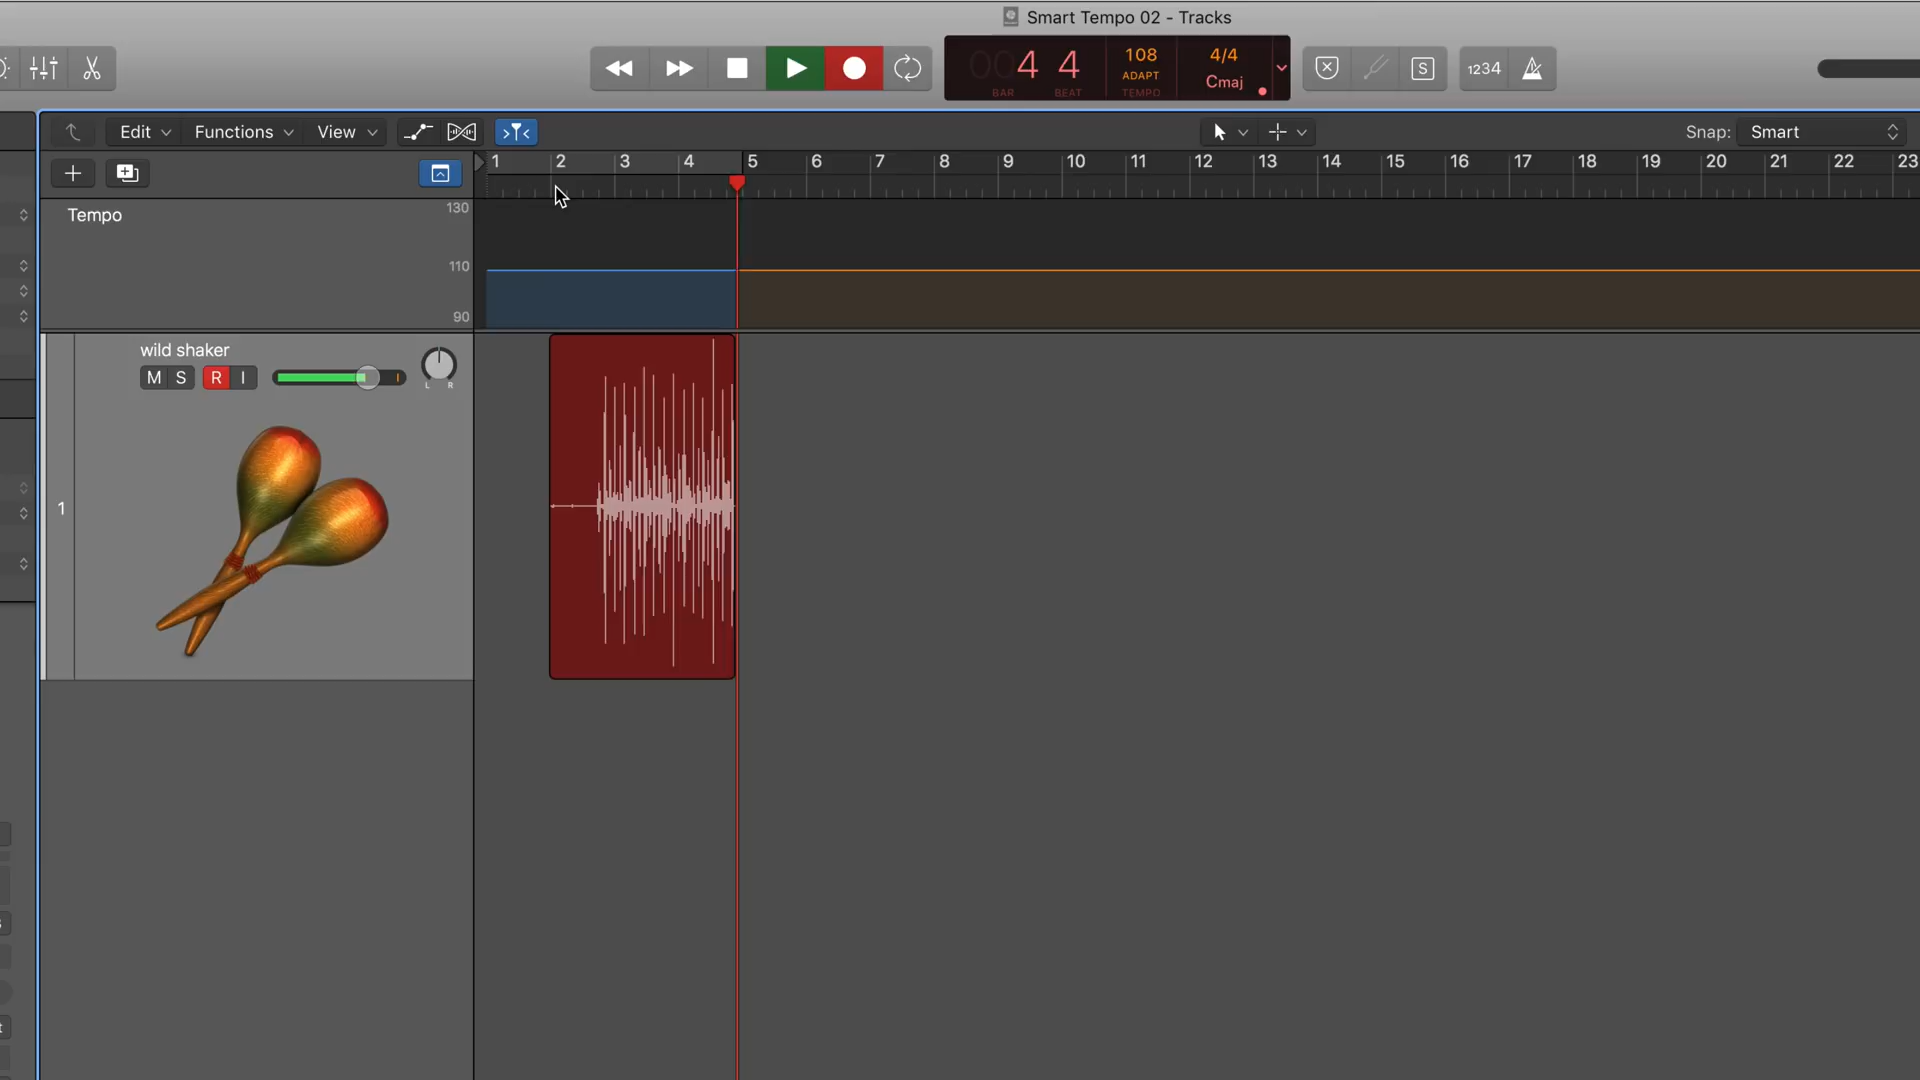 Smart Tempo 02 - Tracks
00 4 4 108 4/4
ADAPT Cmaj
BAR BEAT TEMPO
S 1234
Edit Functions View Snap: Smart
1 2 3 4 5 6 7 8 9 10 11 12 13 14 15 16 17 18 19 20 21 22 23
Tempo 130
110
90
wild shaker
M S R I
L R
1